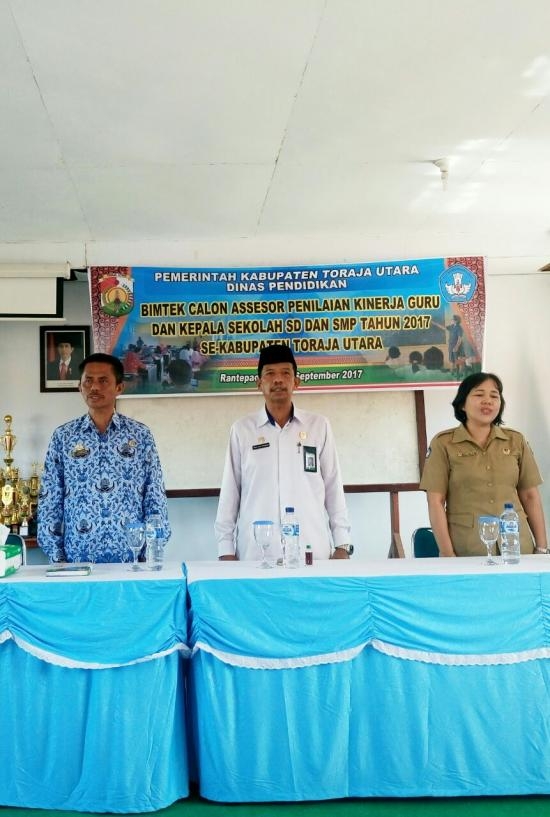 PEMERINTAH KABUPATEN TORAJA UTARA
DINAS PENDIDIKAN
BIMTEK CALON ASSESOR PENILAIAN KINERJA GURU
DAN KEPALA SEKOLAH SD DAN SMP TAHUN 2017
SE-KABUPATEN TORAJA UTARA
September 2017